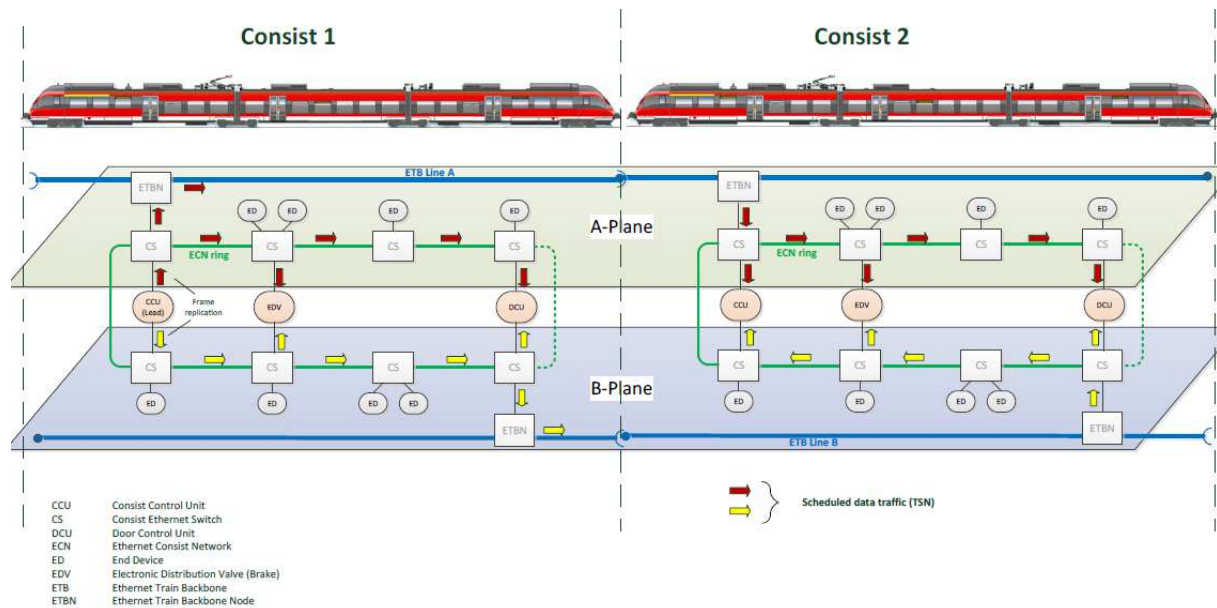 Consist 1
Consist 2
ETB Line A
ETBN
ETBN
ED
ED
ED
ED
ED
ED
ED
ED
A-Plane
CS
CS
CS
CS
CS
CS
CS
CS
ECN ring
ECN ring
CCU
(Lead)
Frame
replication
EDV
DCU
CCU
EDV
DCU
CS
CS
CS
CS
CS
CS
CS
CS
B-Plane
ED
ED
ED
ED
ED
ED
ED
ED
ETBN
ETBN
ETB Line B
CCU Consist Control Unit
CS Consist Ethernet Switch
DCU Door Control Unit
ECN Ethernet Consist Network
ED End Device
EDV Electronic Distribution Valve (Brake)
ETB Ethernet Train Backbone
ETBN Ethernet Train Backbone Node
Scheduled data traffic (TSN)